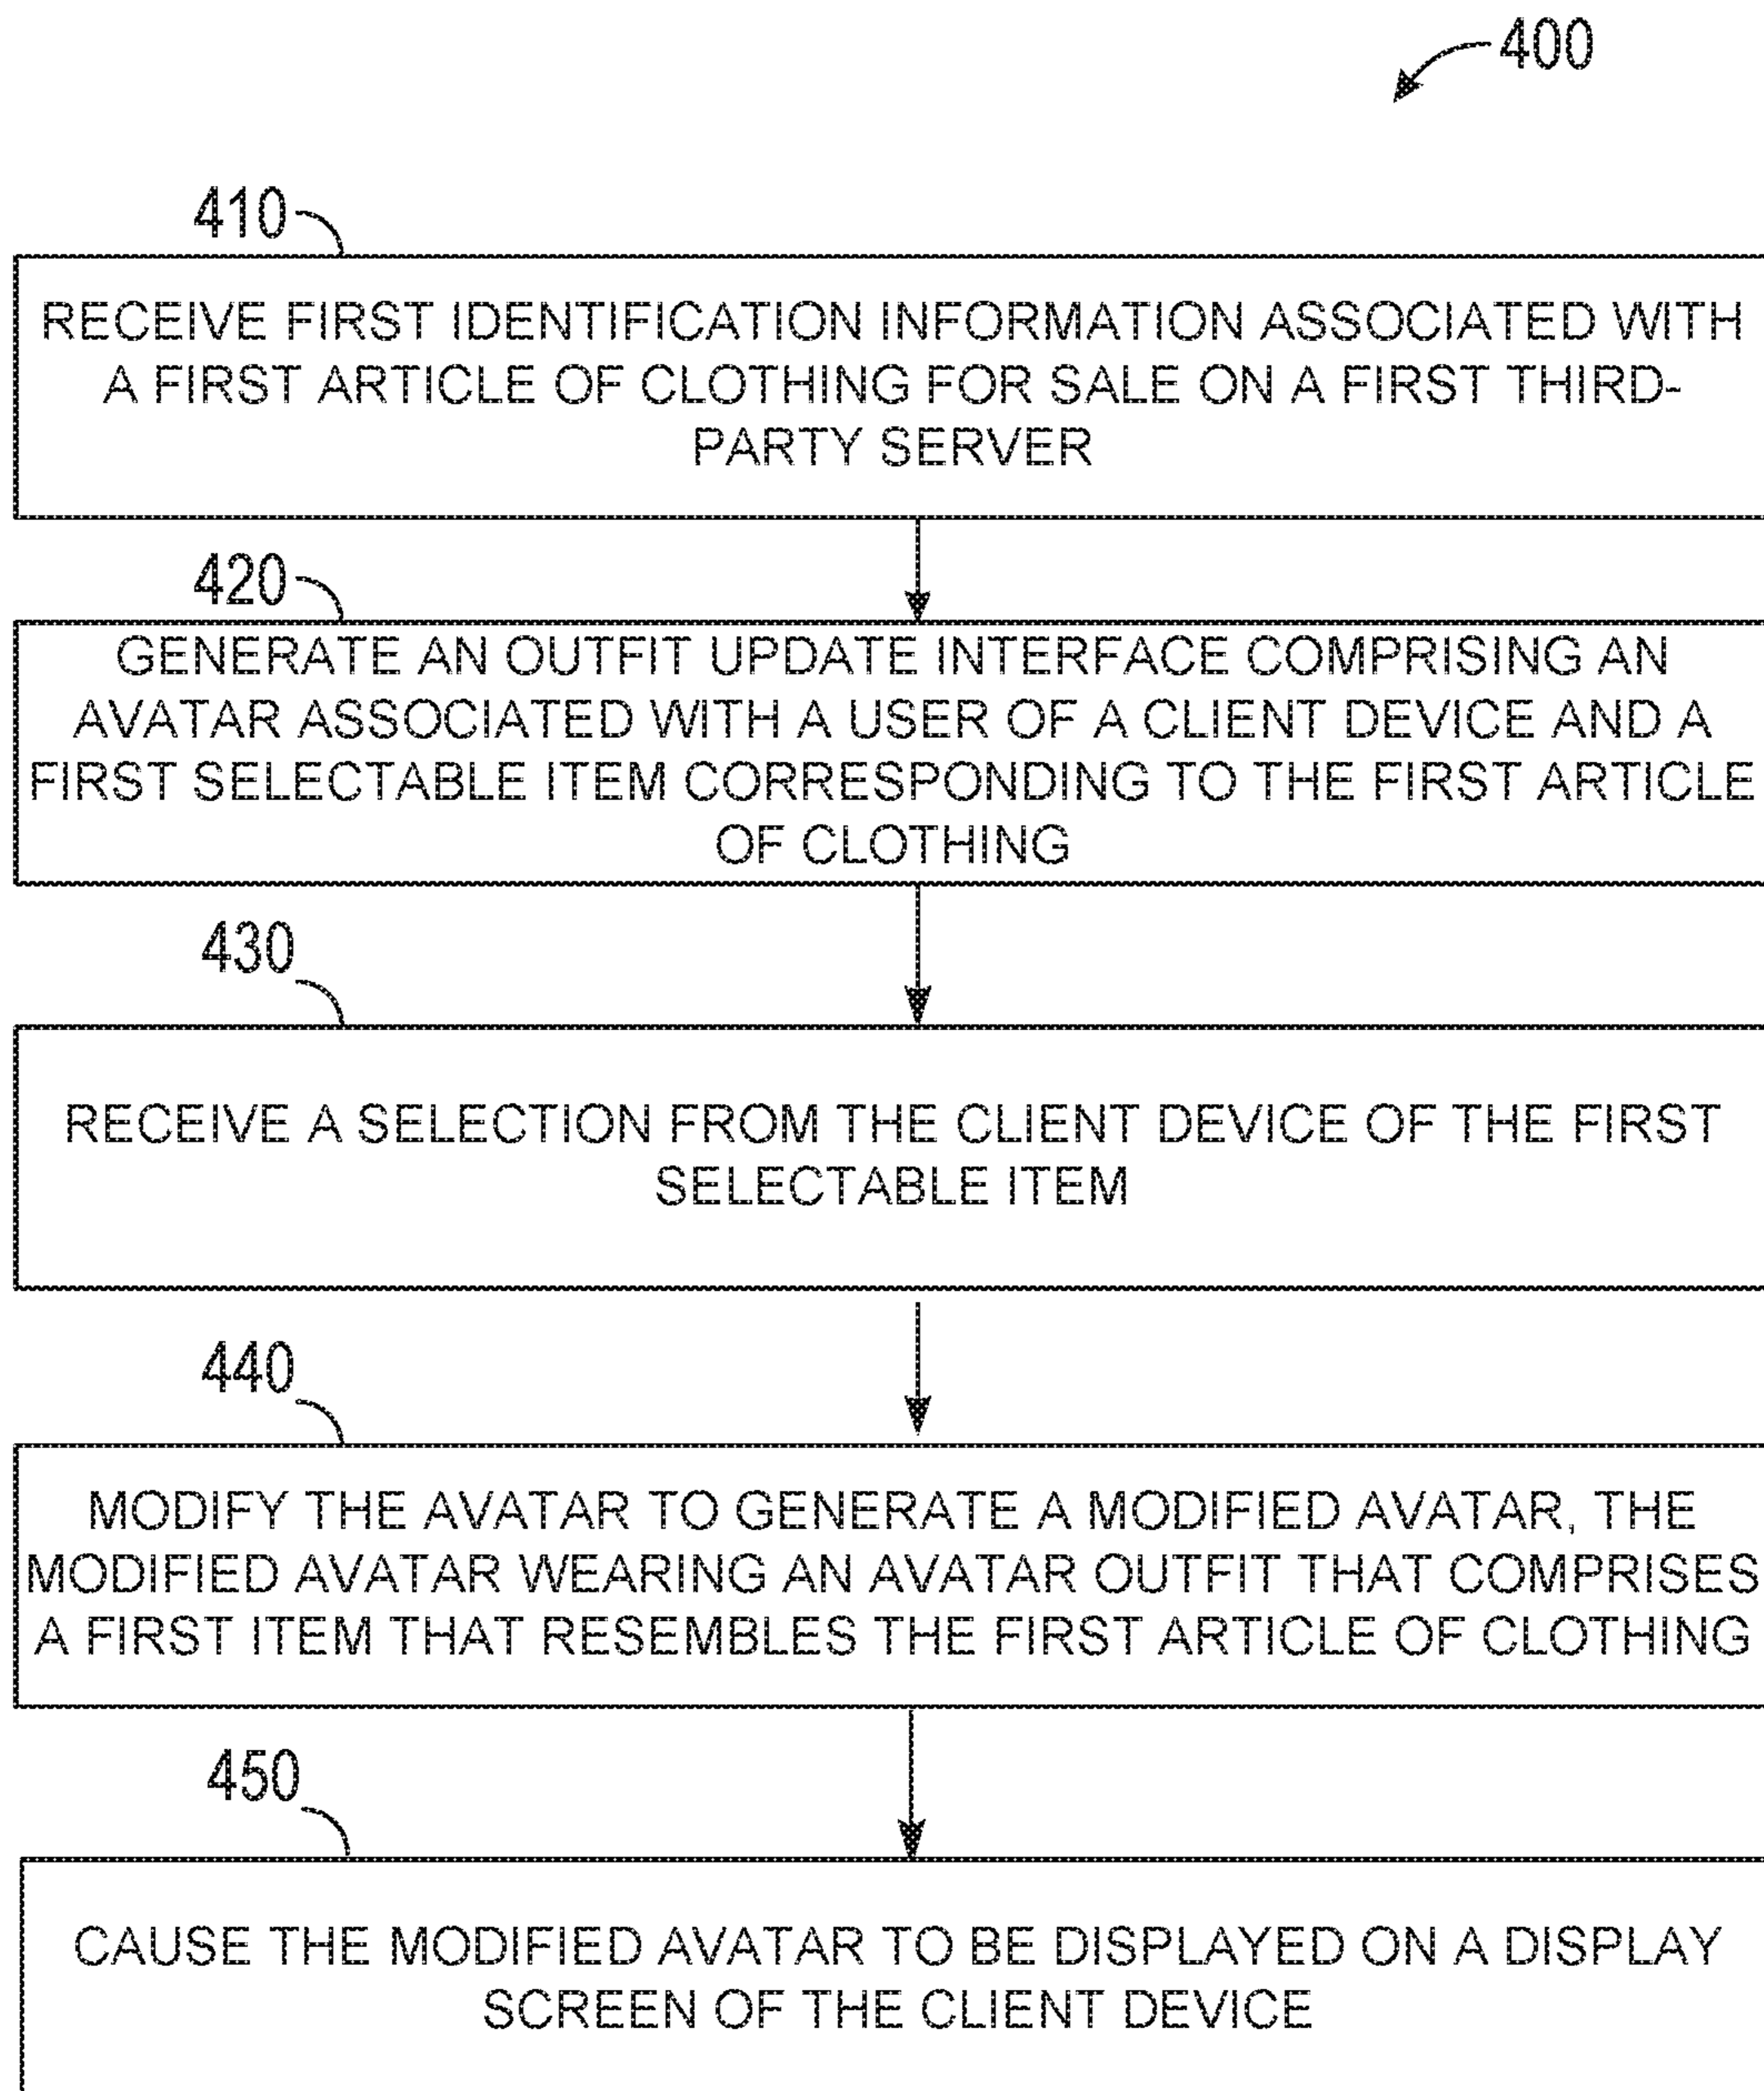 400
410
RECEIVE FIRST IDENTIFICATION INFORMATION ASSOCIATED WITH
A FIRST ARTICLE OF CLOTHING FOR SALE ON A FIRST THIRD-
PARTY SERVER
420
GENERATE AN OUTFIT UPDATE INTERFACE COMPRISING AN
AVATAR ASSOCIATED WITH A USER OF A CLIENT DEVICE AND A
FIRST SELECTABLE ITEM CORRESPONDING TO THE FIRST ARTICLE
OF CLOTHING
430
RECEIVE A SELECTION FROM THE CLIENT DEVICE OF THE FIRST
SELECTABLE ITEM
440
MODIFY THE AVATAR TO GENERATE A MODIFIED AVATAR, THE
MODIFIED AVATAR WEARING AN AVATAR OUTFIT THAT COMPRISES
A FIRST ITEM THAT RESEMBLES THE FIRST ARTICLE OF CLOTHING
450
CAUSE THE MODIFIED AVATAR TO BE DISPLAYED ON A DISPLAY
SCREEN OF THE CLIENT DEVICE